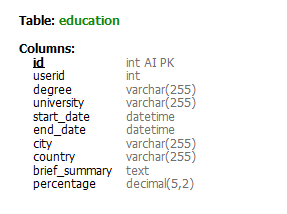 Table: education
Columns:
id int AI PK
userid int
degree varchar(255)
university varchar(255)
start_date datetime
end_date datetime
city varchar(255)
country varchar(255)
brief_summary text
percentage decimal(5,2)